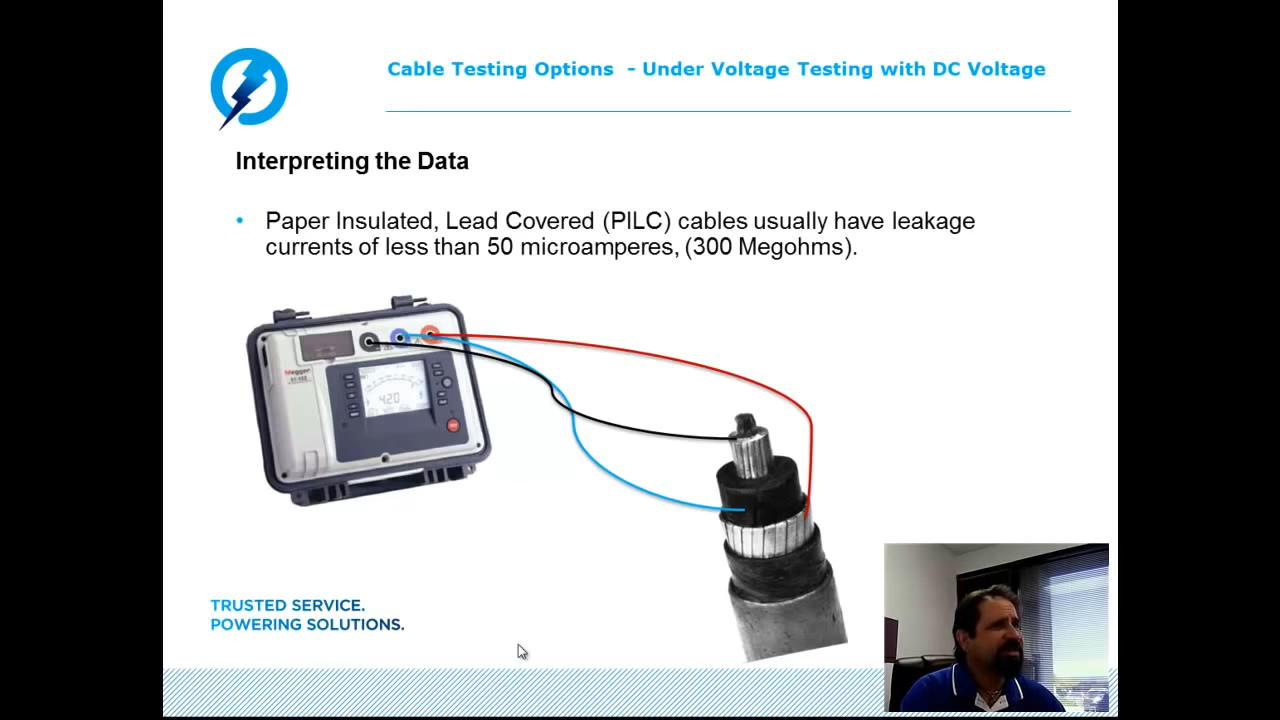 Cable Testing Options - Under Voltage Testing with DC Voltage
Interpreting the Data
• Paper Insulated, Lead Covered (PILC) cables usually have leakage
currents of less than 50 microamperes, (300 Megohms).
Megger
420
TRUSTED SERVICE.
POWERING SOLUTIONS.